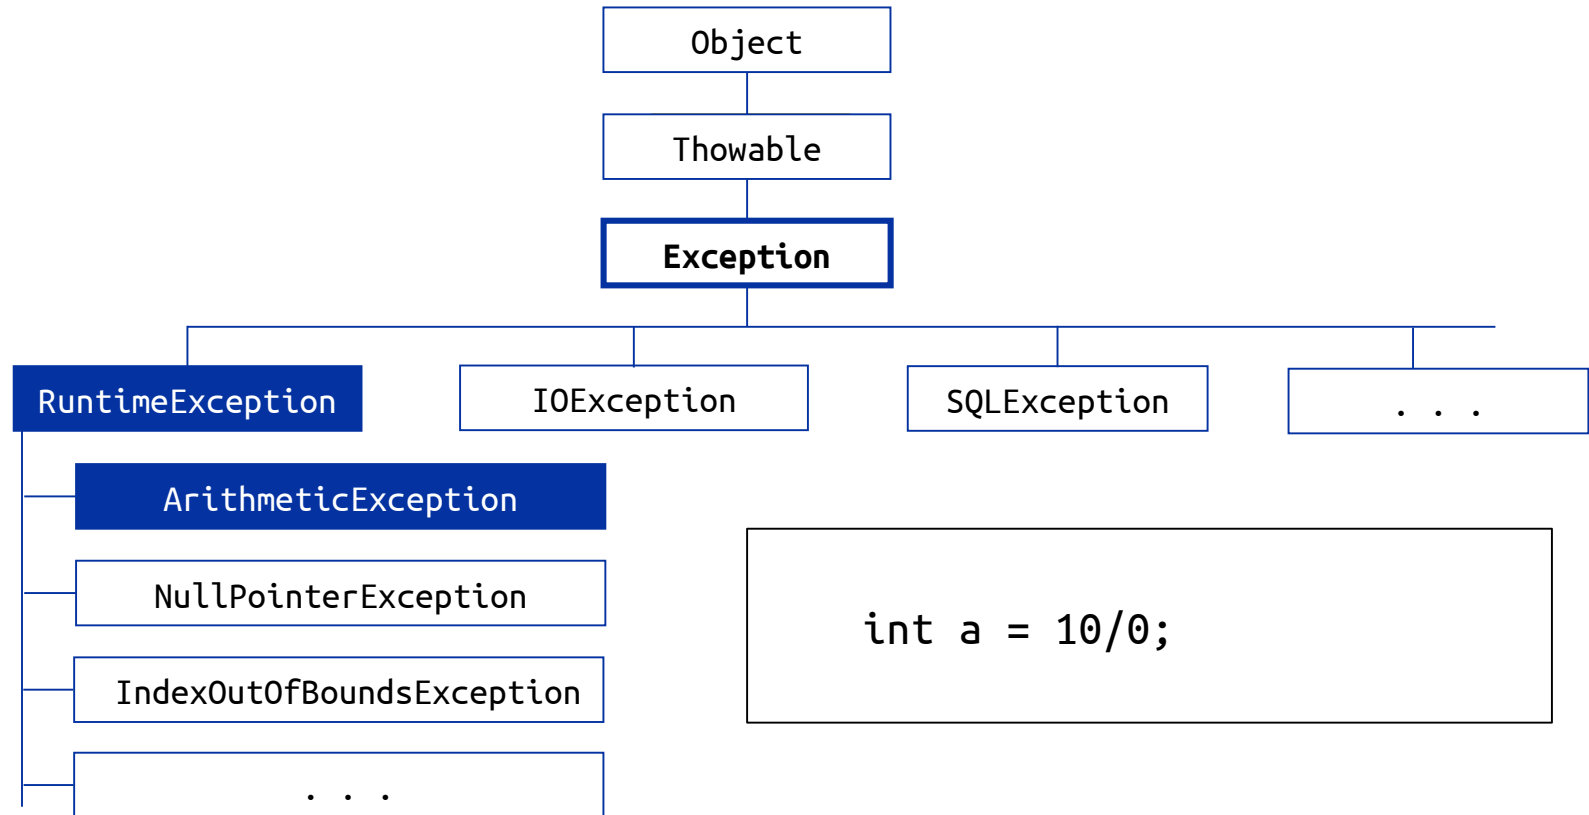 Object
Thowable
Exception
RuntimeException
IOException
SQLException
. . .
ArithmeticException
NullPointerException
IndexOutOfBoundsException
. . .
int a = 10/0;